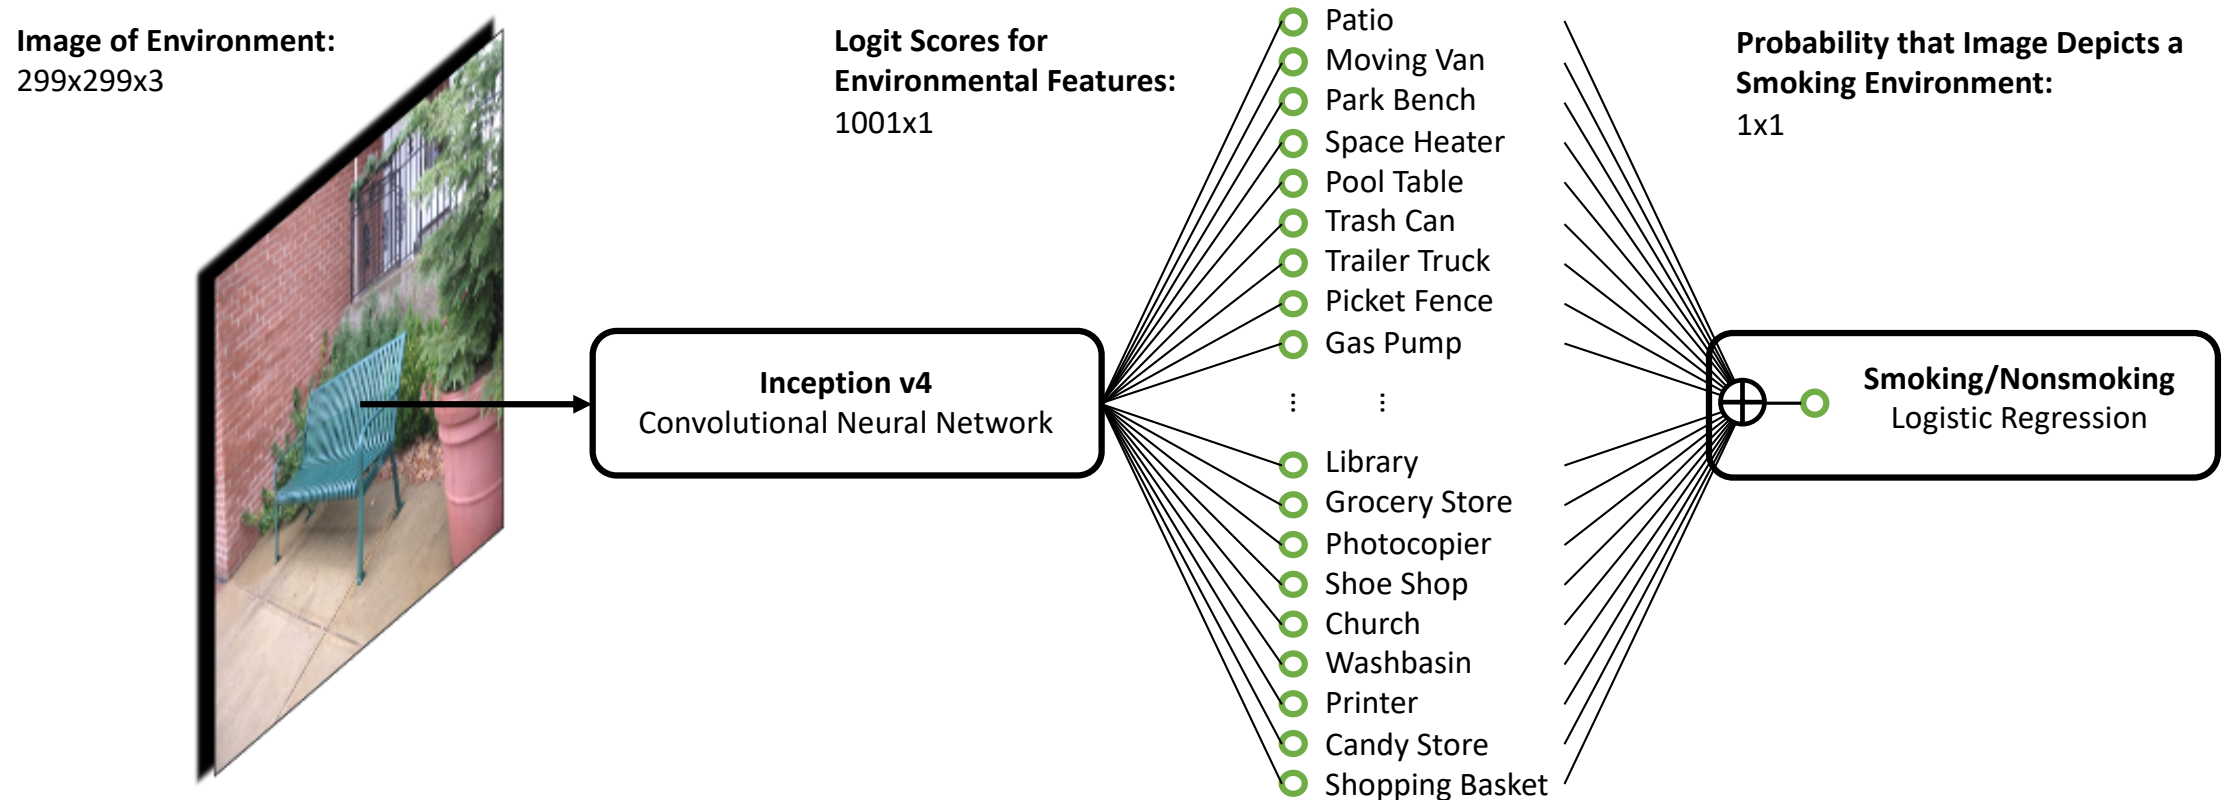 Image of Environment:
299x299x3
Logit Scores for
Environmental Features:
1001x1
Patio
Moving Van
Park Bench
Space Heater
Pool Table
Trash Can
Trailer Truck
Picket Fence
Gas Pump
... ...
Library
Grocery Store
Photocopier
Shoe Shop
Church
Washbasin
Printer
Candy Store
Shopping Basket
Inception v4
Convolutional Neural Network
Probability that Image Depicts a
Smoking Environment:
1x1
Smoking/Nonsmoking
Logistic Regression